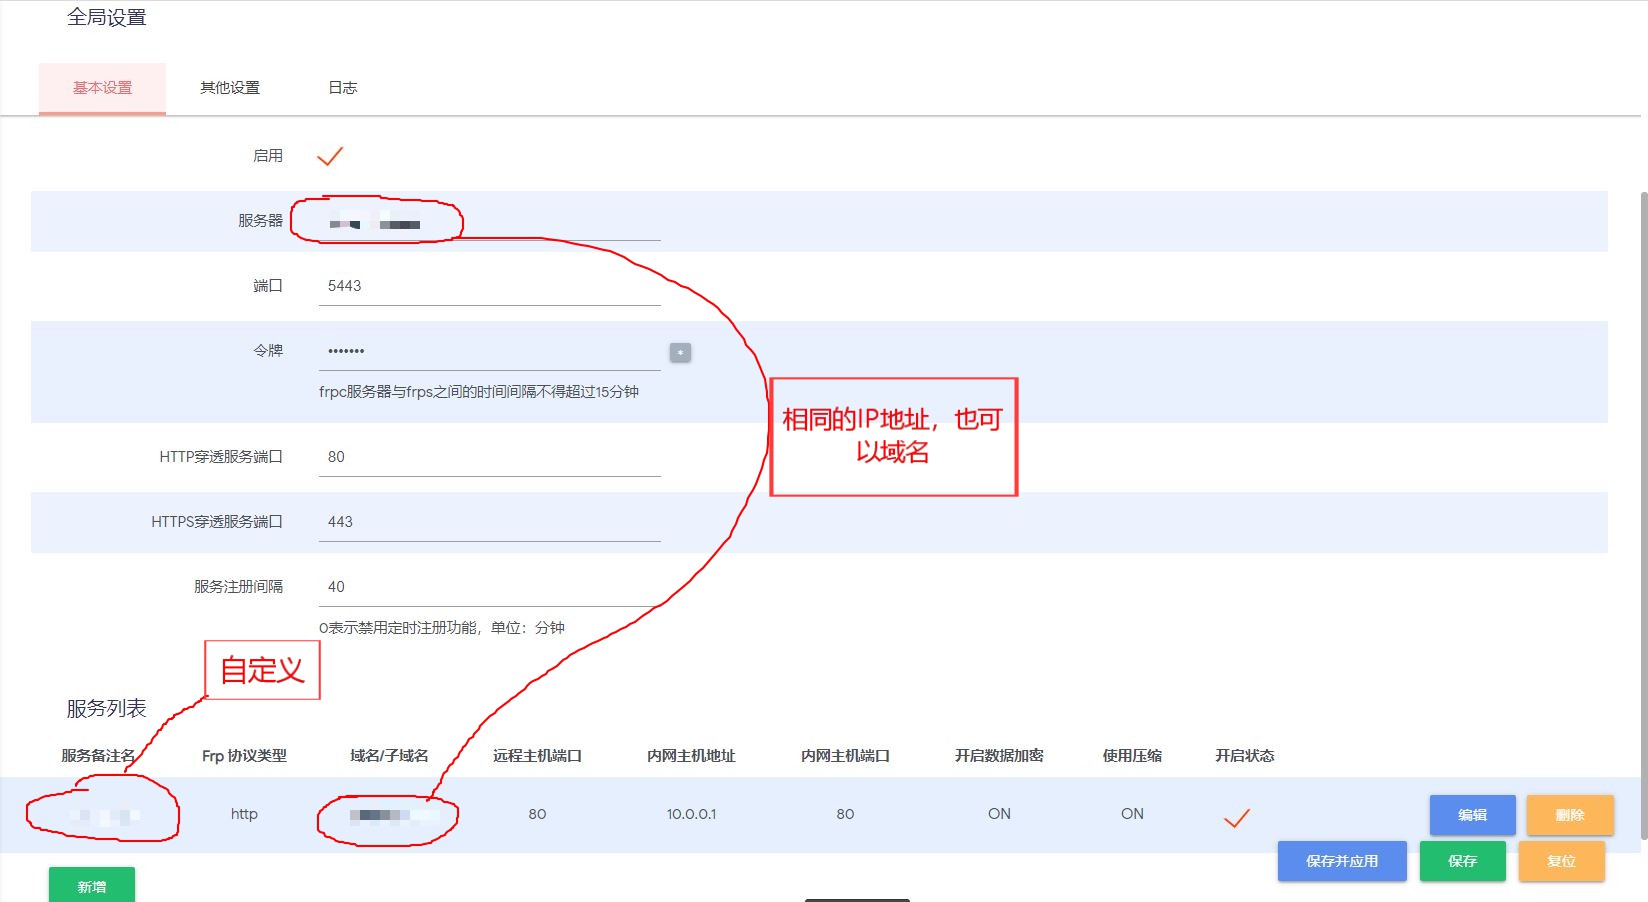 全局设置
基本设置 其他设置 日志
启用
服务器
端口 5443
令牌 •••••••
*
frpc服务器与frps之间的时间间隔不得超过15分钟
相同的IP地址，也可
以域名
HTTP穿透服务端口 80
HTTPS穿透服务端口 443
服务注册间隔 40
0表示禁用定时注册功能，单位：分钟
自定义
服务列表
服务备注名 Frp 协议类型 域名/子域名 远程主机端口 内网主机地址 内网主机端口 开启数据加密 使用压缩 开启状态
http 80 10.0.0.1 80 ON ON 编辑 删除
保存并应用 保存 复位
新增